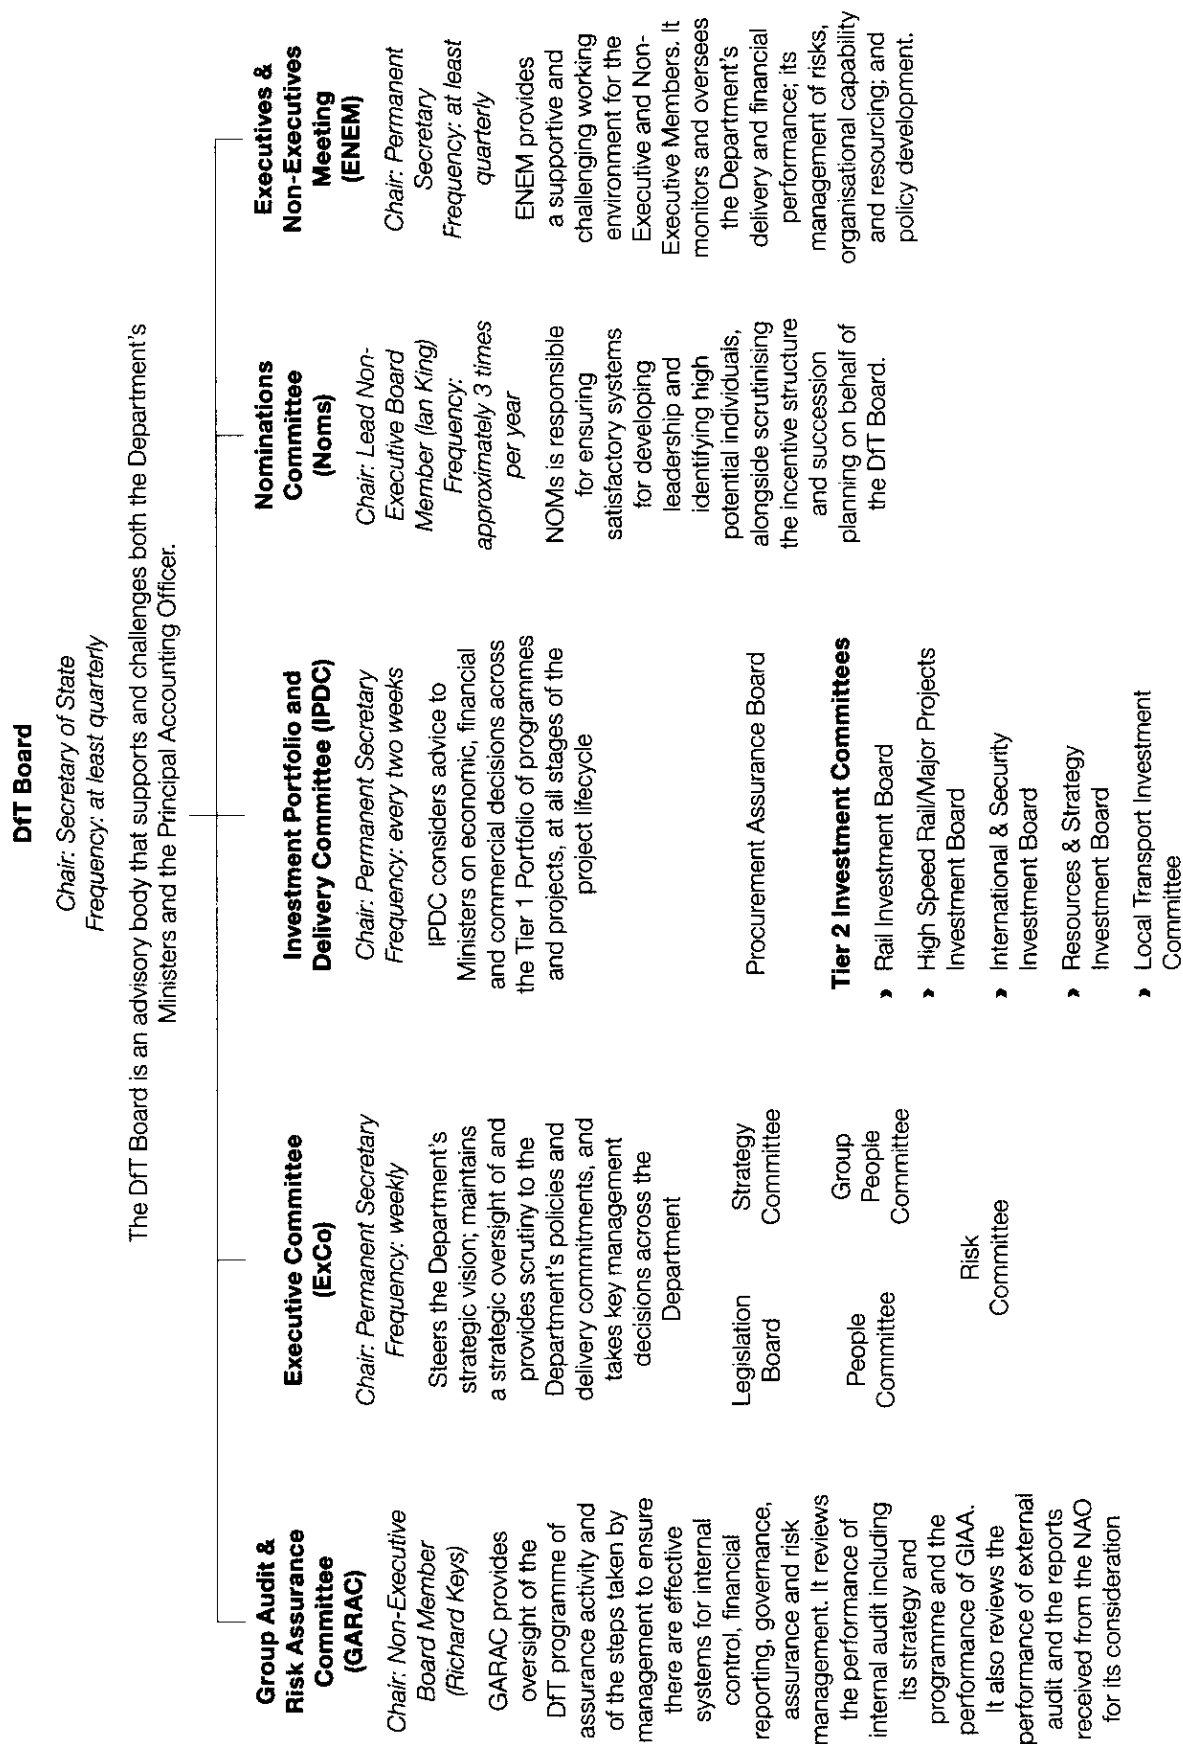 DfT Board
Chair: Secretary of State
Frequency: at least quarterly
The DfT Board is an advisory body that supports and challenges both the Department's
Ministers and the Principal Accounting Officer.
Group Audit &
Risk Assurance
Committee
(GARAC)
Chair: Non-Executive
Board Member
(Richard Keys)
GARAC provides
oversight of the
DfT programme of
assurance activity and
of the steps taken by
management to ensure
there are effective
systems for internal
control, financial
reporting, governance,
assurance and risk
management. It reviews
the performance of
internal audit including
its strategy and
programme and the
performance of GIAA.
It also reviews the
performance of external
audit and the reports
received from the NAO
for its consideration
Executive Committee
(ExCo)
Chair: Permanent Secretary
Frequency: weekly
Steers the Department's
strategic vision; maintains
a strategic oversight of and
provides scrutiny to the
Department's policies and
delivery commitments, and
takes key management
decisions across the
Department
Legislation
Board
Strategy
Committee
People
Committee
Group
People
Committee
Risk
Committee
Investment Portfolio and
Delivery Committee (IPDC)
Chair: Permanent Secretary
Frequency: every two weeks
IPDC considers advice to
Ministers on economic, financial
and commercial decisions across
the Tier 1 Portfolio of programmes
and projects, at all stages of the
project lifecycle
Procurement Assurance Board
Tier 2 Investment Committees
» Rail Investment Board
» High Speed Rail/Major Projects
Investment Board
» International & Security
Investment Board
» Resources & Strategy
Investment Board
» Local Transport Investment
Committee
Nominations
Committee
(Noms)
Chair: Lead Non-
Executive Board
Member (Ian King)
Frequency:
approximately 3 times
per year
NOMs is responsible
for ensuring
satisfactory systems
for developing
leadership and
identifying high
potential individuals,
alongside scrutinising
the incentive structure
and succession
planning on behalf of
the DfT Board.
Executives &
Non-Executives
Meeting
(ENEM)
Chair: Permanent
Secretary
Frequency: at least
quarterly
ENEM provides
a supportive and
challenging working
environment for the
Executive and Non-
Executive Members. It
monitors and oversees
the Department's
delivery and financial
performance; its
management of risks,
organisational capability
and resourcing; and
policy development.